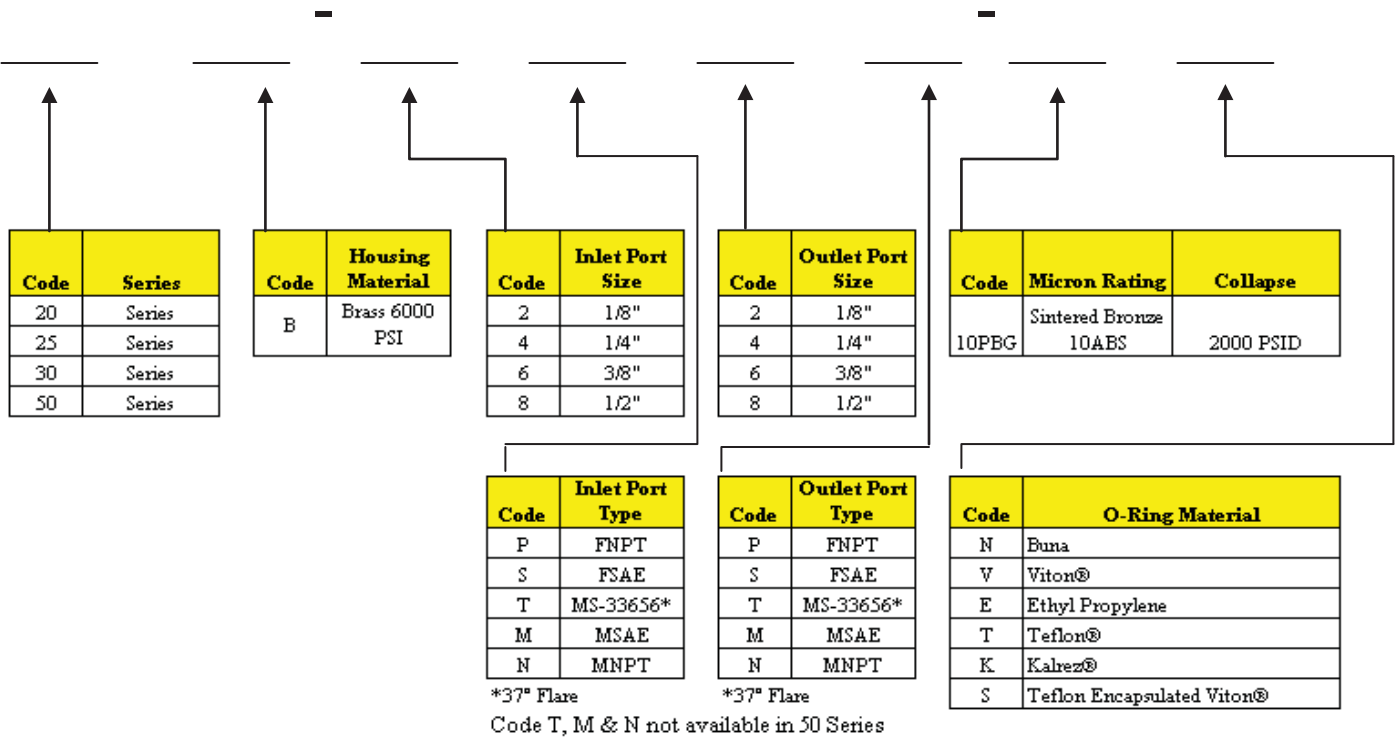 - -
Code Series
20 Series
25 Series
30 Series
50 Series
Code Housing Material
B Brass 6000 PSI
Code Inlet Port Size
2 1/8"
4 1/4"
6 3/8"
8 1/2"
Code Outlet Port Size
2 1/8"
4 1/4"
6 3/8"
8 1/2"
Code Micron Rating Collapse
10PBG Sintered Bronze 10ABS 2000 PSID
Code Inlet Port Type
P FNPT
S FSAE
T MS-33656*
M MSAE
N MNPT
*37° Flare
Code Outlet Port Type
P FNPT
S FSAE
T MS-33656*
M MSAE
N MNPT
*37° Flare
Code T, M & N not available in 50 Series
Code O-Ring Material
N Buna
V Viton®
E Ethyl Propylene
T Teflon®
K Kalrez®
S Teflon Encapsulated Viton®